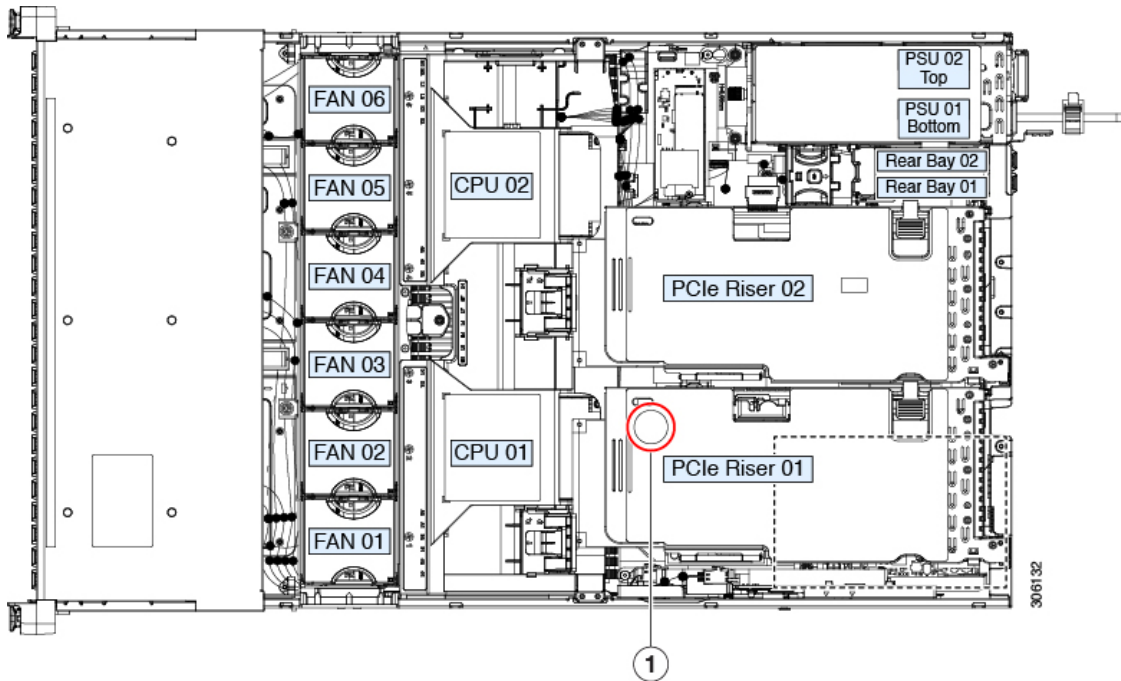 PSU 02
Top
FAN 06
PSU 01
Bottom
Rear Bay 02
FAN 05
CPU 02
Rear Bay 01
FAN 04
PCIe Riser 02
FAN 03
FAN 02
CPU 01
PCIe Riser 01
FAN 01
306132
1